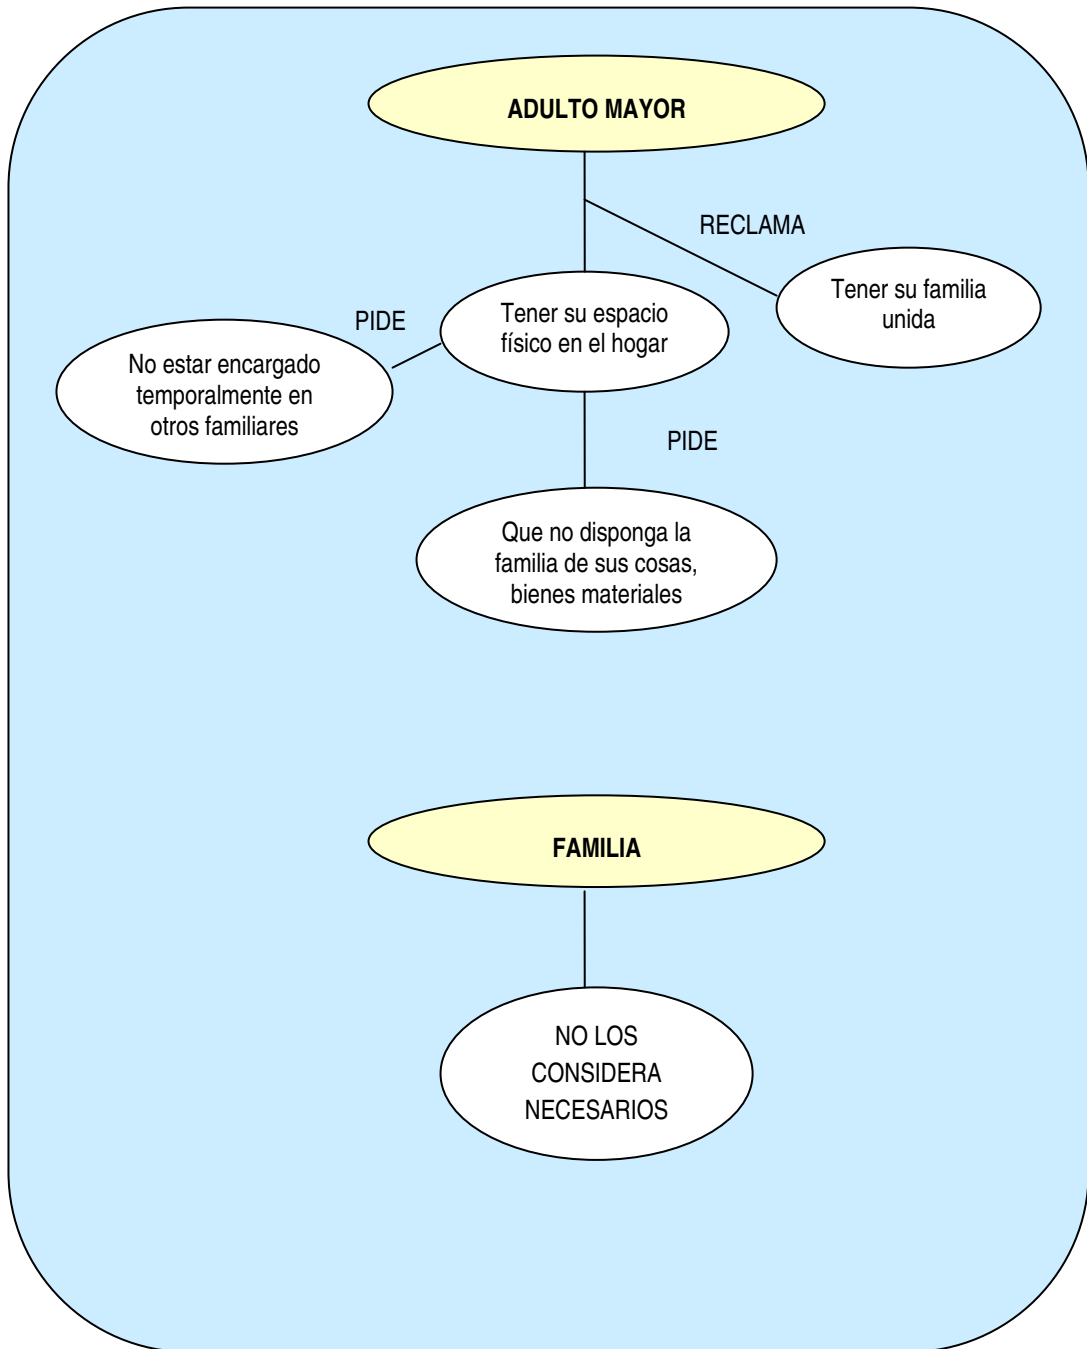 ADULTO MAYOR
RECLAMA
Tener su familia
unida
Tener su espacio
físico en el hogar
PIDE
No estar encargado
temporalmente en
otros familiares
PIDE
Que no disponga la
familia de sus cosas,
bienes materiales
FAMILIA
NO LOS
CONSIDERA
NECESARIOS